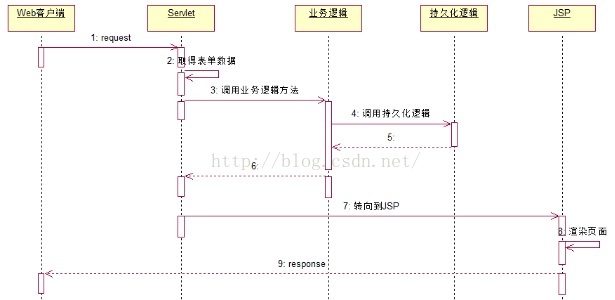 Web客户端
Servlet
业务逻辑
持久化逻辑
JSP
1: request
2: 取得表单数据
3: 调用业务逻辑方法
4: 调用持久化逻辑
5:
http://blog.csdn.net/
6:
7: 转向到JSP
8: 渲染页面
9: response